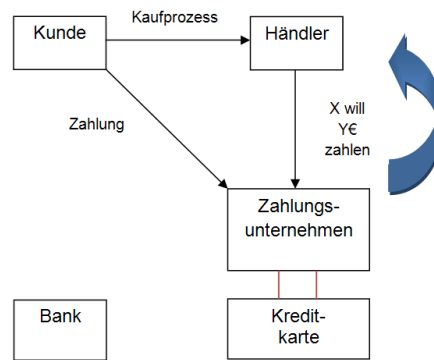 Kaufprozess
Kunde
Händler
Zahlung
X will
Y€
zahlen
Zahlungs-
unternehmen
Bank
Kredit-
karte